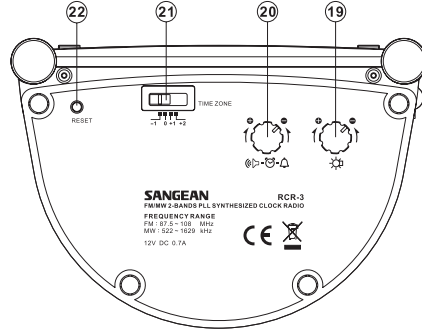 22 21 20 19
TIME ZONE
RESET
-1 0 +1 +2
SANGEAN RCR-3
FM/MW 2-BANDS PLL SYNTHESIZED CLOCK RADIO
FREQUENCY RANGE
FM : 87.5 ~ 108 MHz
MW : 522 ~ 1629 kHz
12V DC 0.7A
CE